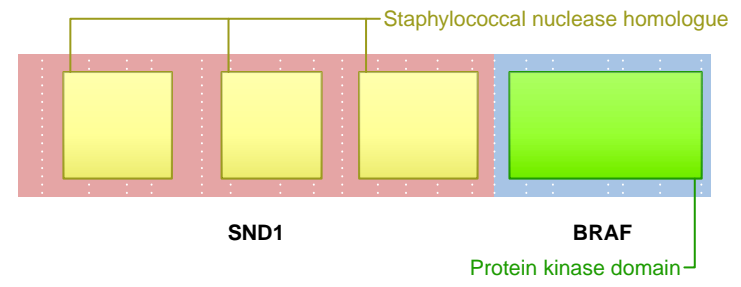 Staphylococcal nuclease homologue
SND1
BRAF
Protein kinase domain